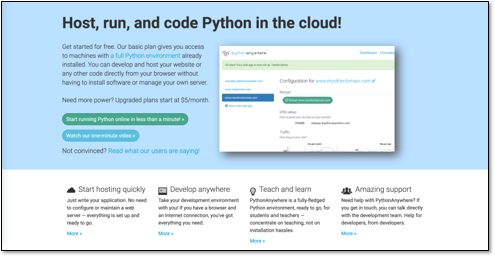 Host, run, and code Python in the cloud!
Get started for free. Our basic plan gives you access
to machines with a full Python environment already
installed. You can develop and host your website or
any other code directly from your browser without
having to install software or manage your own server.
Need more power? Upgraded plans start at $5/month.
Start running Python online in less than a minute! »
Watch our one-minute video »
Not convinced? Read what our users are saying!
pythonanywhere
Dashboard
Configuration for www.mypythondomain.com
Start hosting quickly
Just write your application. No need
to configure or maintain a web
server — everything is set up and
ready to go.
More »
Develop anywhere
Take your development environment
with you! If you have a browser and
an Internet connection, you've got
everything you need.
More »
Teach and learn
PythonAnywhere is a fully-fledged
Python environment, ready to go, for
students and teachers —
concentrate on teaching, not on
installation hassles.
More »
Amazing support
Need help with PythonAnywhere? If
you get in touch, you can talk directly
with the development team. Help for
developers, from developers.
More »